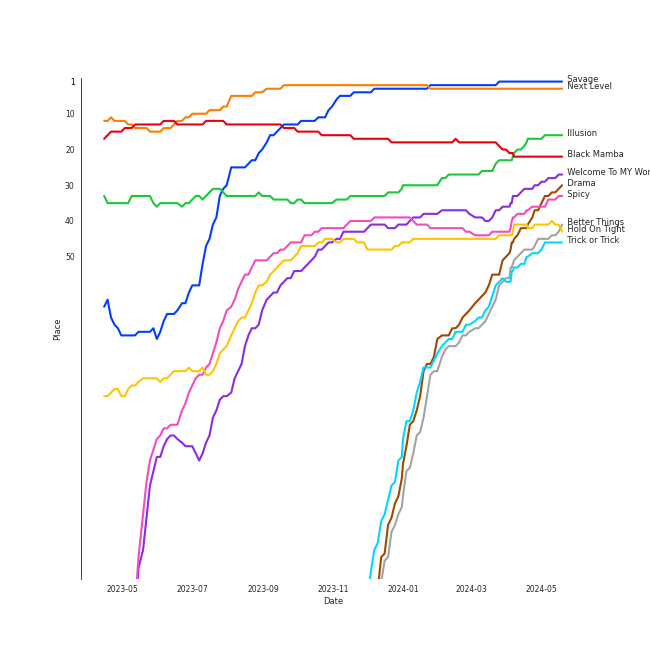 1
10
20
30
40
50
Place
Savage
Next Level
Illusion
Black Mamba
Welcome To MY Wor
Drama
Spicy
Better Things
Hold On Tight
Trick or Trick
2023-05 2023-07 2023-09 2023-11 2024-01 2024-03 2024-05
Date